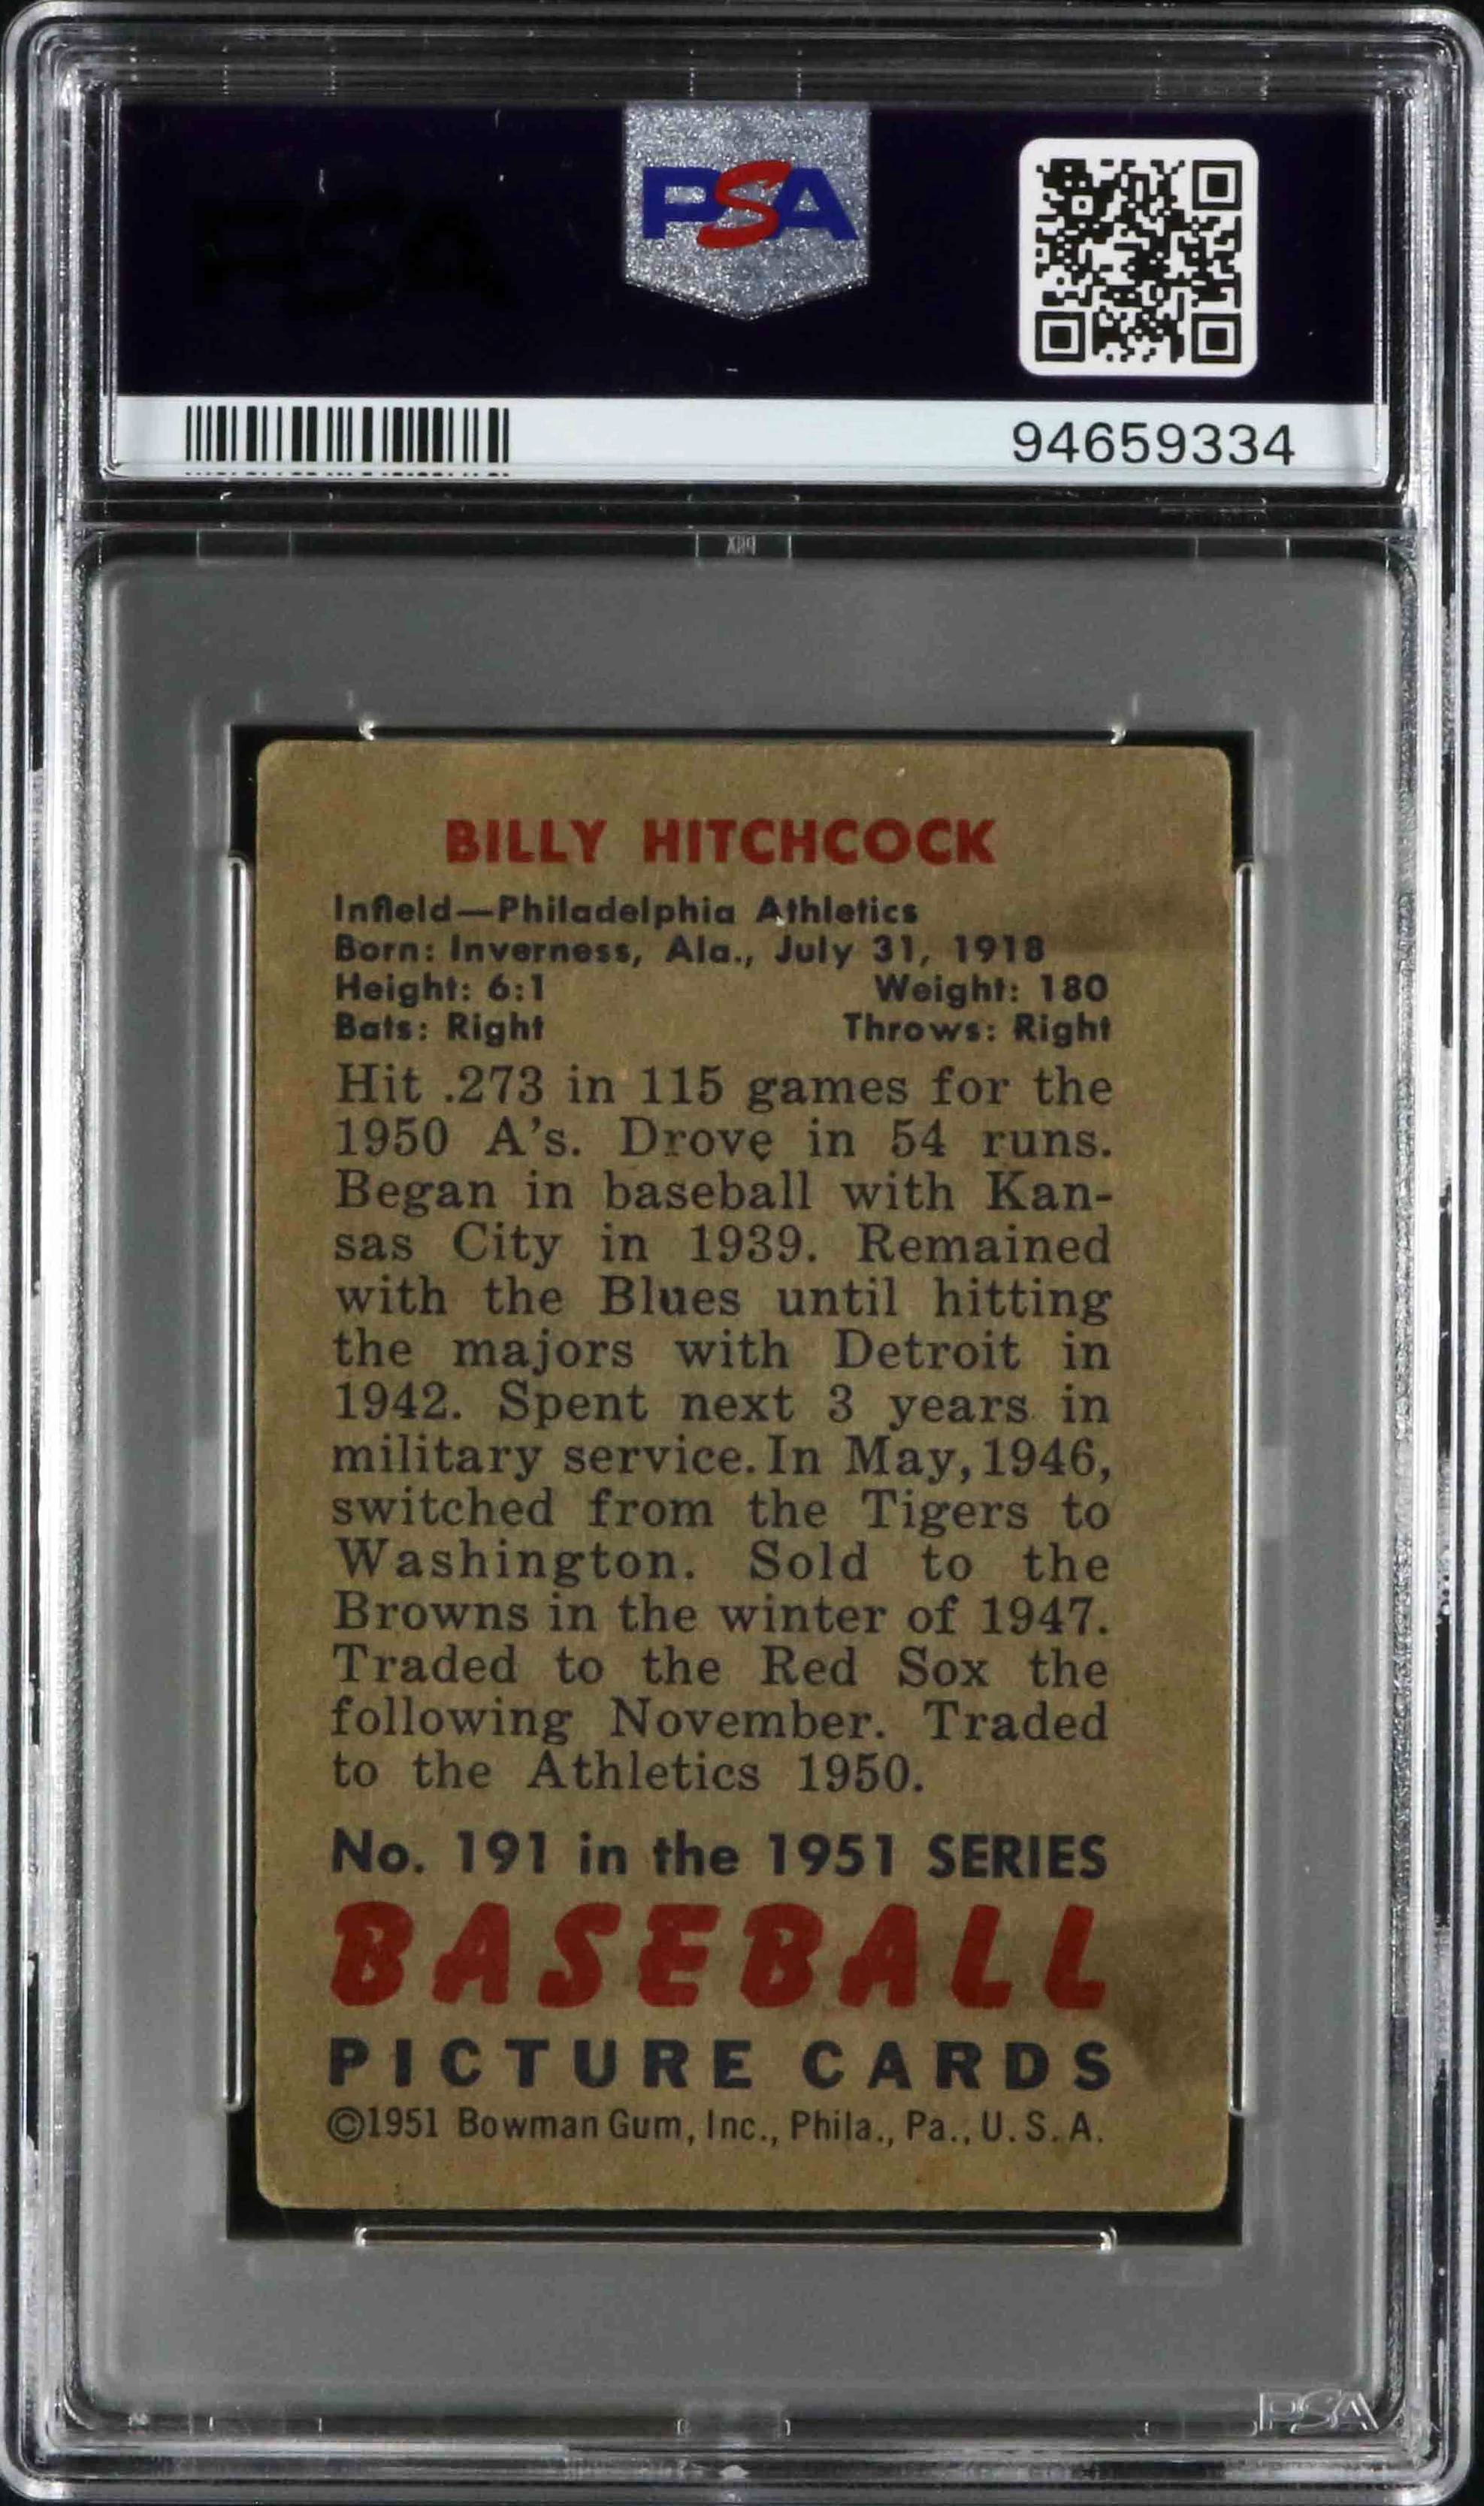 PSA
94659334
BILLY HITCHCOCK
Infield—Philadelphia Athletics
Born: Inverness, Ala., July 31, 1918
Height: 6:1 Weight: 180
Bats: Right Throws: Right
Hit .273 in 115 games for the
1950 A's. Drove in 54 runs.
Began in baseball with Kan-
sas City in 1939. Remained
with the Blues until hitting
the majors with Detroit in
1942. Spent next 3 years in
military service. In May, 1946,
switched from the Tigers to
Washington. Sold to the
Browns in the winter of 1947.
Traded to the Red Sox the
following November. Traded
to the Athletics 1950.
No. 191 in the 1951 SERIES
BASEBALL
PICTURE CARDS
©1951 Bowman Gum, Inc., Phila., Pa., U.S.A.
PSA